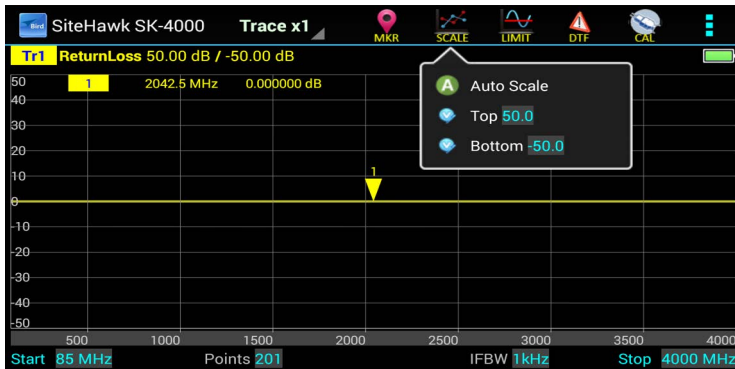 Bird SiteHawk SK-4000 Trace x1 MKR SCALE LIMIT DTF CAL
Tr1 ReturnLoss 50.00 dB / -50.00 dB
50 1 2042.5 MHz 0.000000 dB
A Auto Scale
40
Top 50.0
30
Bottom -50.0
20
10 1
0
-10
-20
-30
-40
-50
500 1000 1500 2000 2500 3000 3500 4000
Start 85 MHz Points 201 IFBW 1kHz Stop 4000 MHz